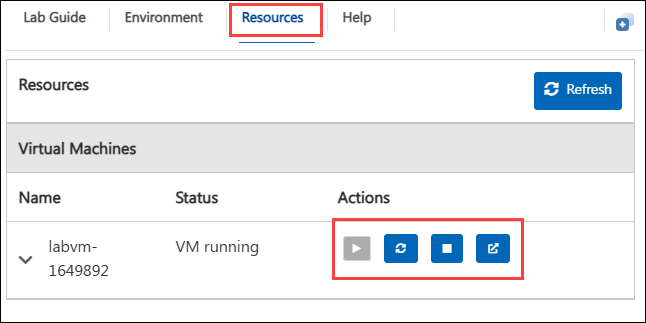 Lab Guide Environment Resources Help
Resources Refresh
Virtual Machines
Name Status Actions
labvm- VM running
1649892